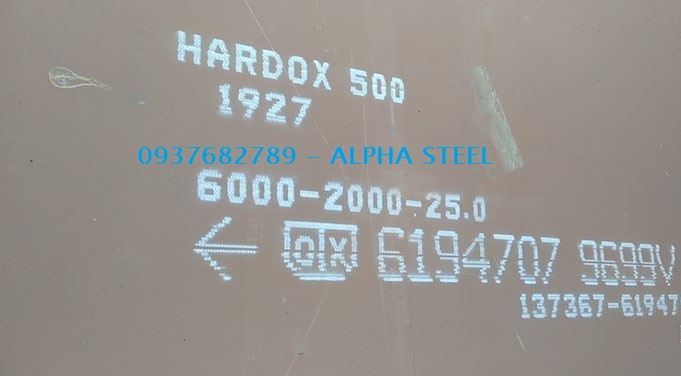 HARDOX 500
1927
0937682789 - ALPHA STEEL
6000-2000-25.0
6194707 9699V
137367-61947